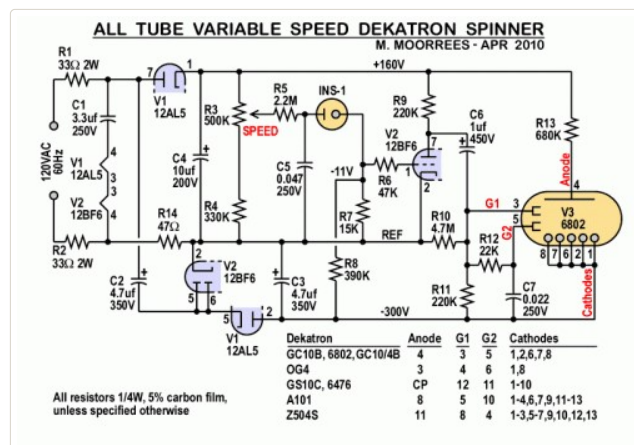 ALL TUBE VARIABLE SPEED DEKATRON SPINNER
M. MOORREES - APR 2010
R1
33Ω 2W
7
1
V1
12AL5
+160V
C1
3.3uf
250V
R3
500K
SPEED
R5
2.2M
INS-1
R9
220K
C6
1uf
450V
R13
680K
120VAC
60Hz
V1
12AL5
4
3
3
4
V2
12BF6
C4
10uf
200V
C5
0.047
250V
-11V
V2
12BF6
7
1
2
R6
47K
Anode
4
G1
3
5
G2
V3
6802
8 7 6 2 1
Cathodes
R14
47Ω
R4
330K
R7
15K
REF
R10
4.7M
R12
22K
R2
33Ω 2W
C2
4.7uf
350V
2
V2
12BF6
5 6
C3
4.7uf
350V
R8
390K
R11
220K
C7
0.022
250V
5
2
V1
12AL5
-300V
Dekatron Anode G1 G2 Cathodes
GC10B, 6802, GC10/4B 4 3 5 1,2,6,7,8
OG4 3 4 6 1,8
GS10C, 6476 CP 12 11 1-10
A101 8 5 10 1-4,6,7,9,11-13
Z504S 11 8 4 1-3,5-7,9,10,12,13
All resistors 1/4W, 5% carbon film,
unless specified otherwise